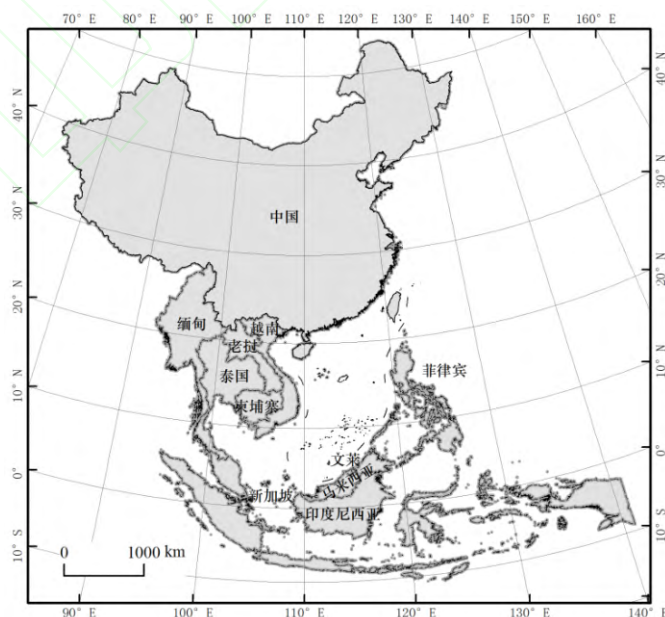 70° E 80° E 90° E 100° E 110° E 120° E 130° E 140° E 150° E 160° E
40° N
30° N
20° N
10° N
0°
10° S
40° N
30° N
20° N
10° N
0°
10° S
中国
缅甸
越南
老挝
泰国
柬埔寨
菲律宾
文莱
马来西亚
新加坡
印度尼西亚
0 1000 km
90° E 100° E 110° E 120° E 130° E 140° E